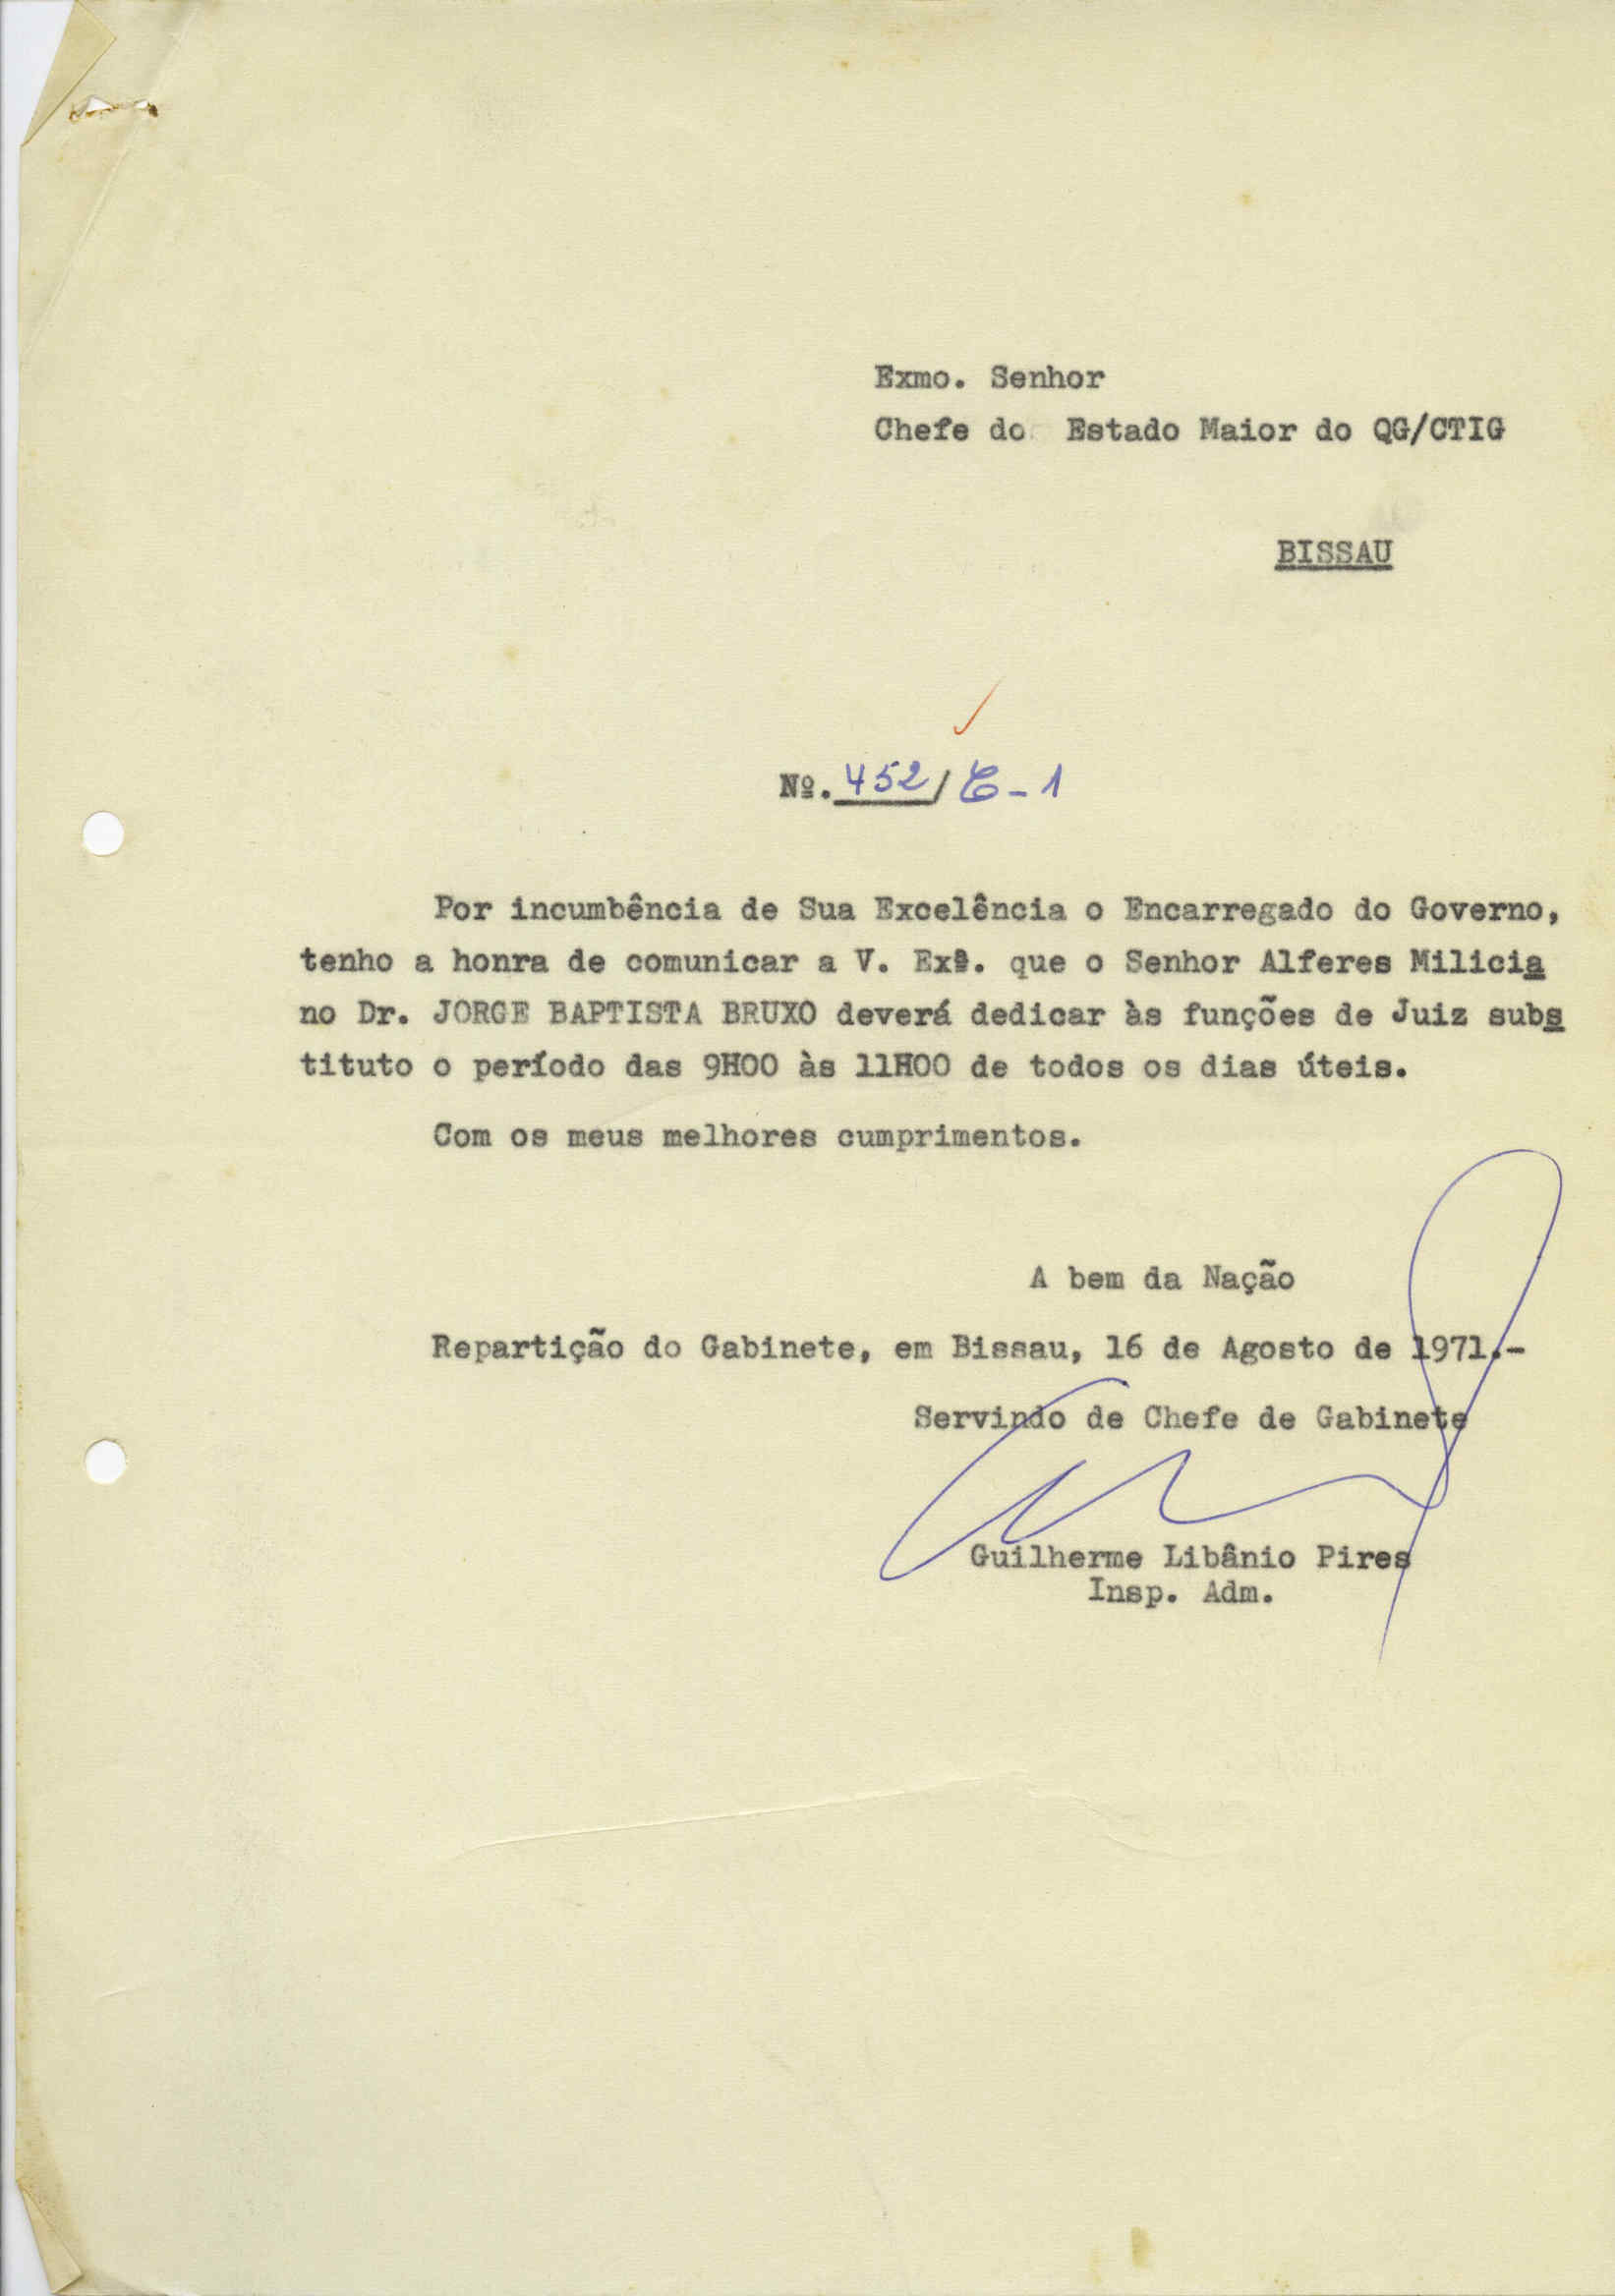 Exmo. Senhor
Chefe do Estado Maior do QG/CTIG
BISSAU
Nº. 452/C-1
Por incumbência de Sua Excelência o Encarregado do Governo,
tenho a honra de comunicar a V. Exª. que o Senhor Alferes Milicia
no Dr. JORGE BAPTISTA BRUXO deverá dedicar às funções de Juiz subs
tituto o período das 9H00 às 11H00 de todos os dias úteis.
Com os meus melhores cumprimentos.
A bem da Nação
Repartição do Gabinete, em Bissau, 16 de Agosto de 1971.-
Servindo de Chefe de Gabinete
Guilherme Libânio Pires
Insp. Adm.